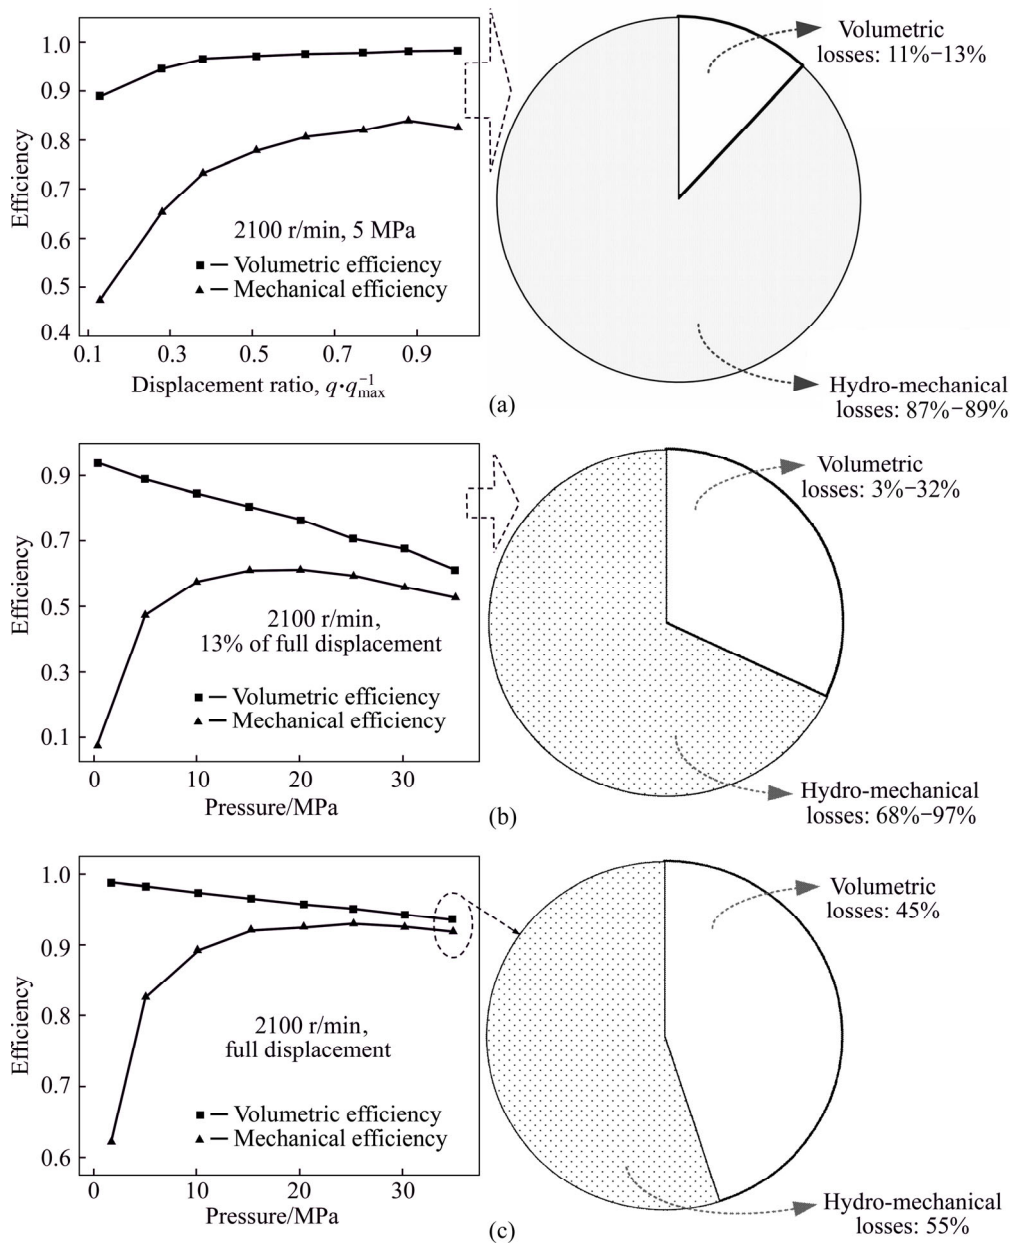 1.0
0.9
0.8
0.7
0.6
0.5
0.4
Efficiency
2100 r/min, 5 MPa
Volumetric efficiency
Mechanical efficiency
0.1 0.3 0.5 0.7 0.9
Displacement ratio, q·q⁻¹max
Volumetric
losses: 11%−13%
Hydro-mechanical
losses: 87%−89%
(a)
0.9
0.7
0.5
0.3
0.1
Efficiency
2100 r/min,
13% of full displacement
Volumetric efficiency
Mechanical efficiency
0 10 20 30
Pressure/MPa
Volumetric
losses: 3%−32%
Hydro-mechanical
losses: 68%−97%
(b)
1.0
0.9
0.8
0.7
0.6
Efficiency
2100 r/min,
full displacement
Volumetric efficiency
Mechanical efficiency
0 10 20 30
Pressure/MPa
Volumetric
losses: 45%
Hydro-mechanical
losses: 55%
(c)